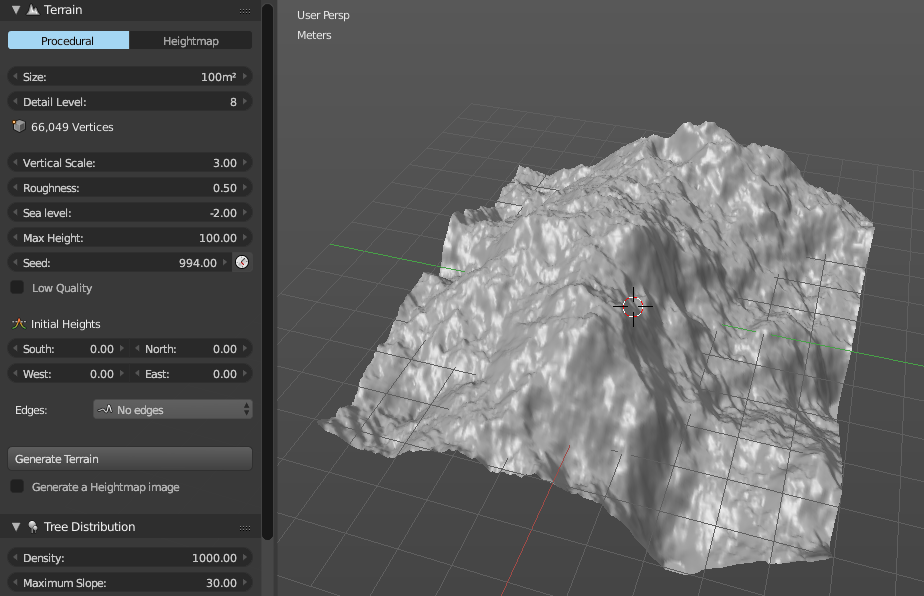 Terrain
Procedural Heightmap
Size: 100m²
Detail Level: 8
66,049 Vertices
Vertical Scale: 3.00
Roughness: 0.50
Sea level: -2.00
Max Height: 100.00
Seed: 994.00
Low Quality
Initial Heights
South: 0.00 North: 0.00
West: 0.00 East: 0.00
Edges: No edges
Generate Terrain
Generate a Heightmap image
Tree Distribution
Density: 1000.00
Maximum Slope: 30.00
User Persp
Meters